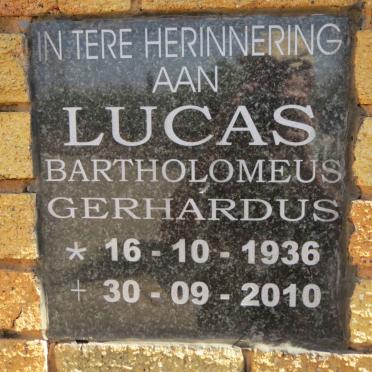 IN TERE HERINNERING
AAN
LUCAS
BARTHOLOMEUS
GERHARDUS
* 16 - 10 - 1936
+ 30 - 09 - 2010